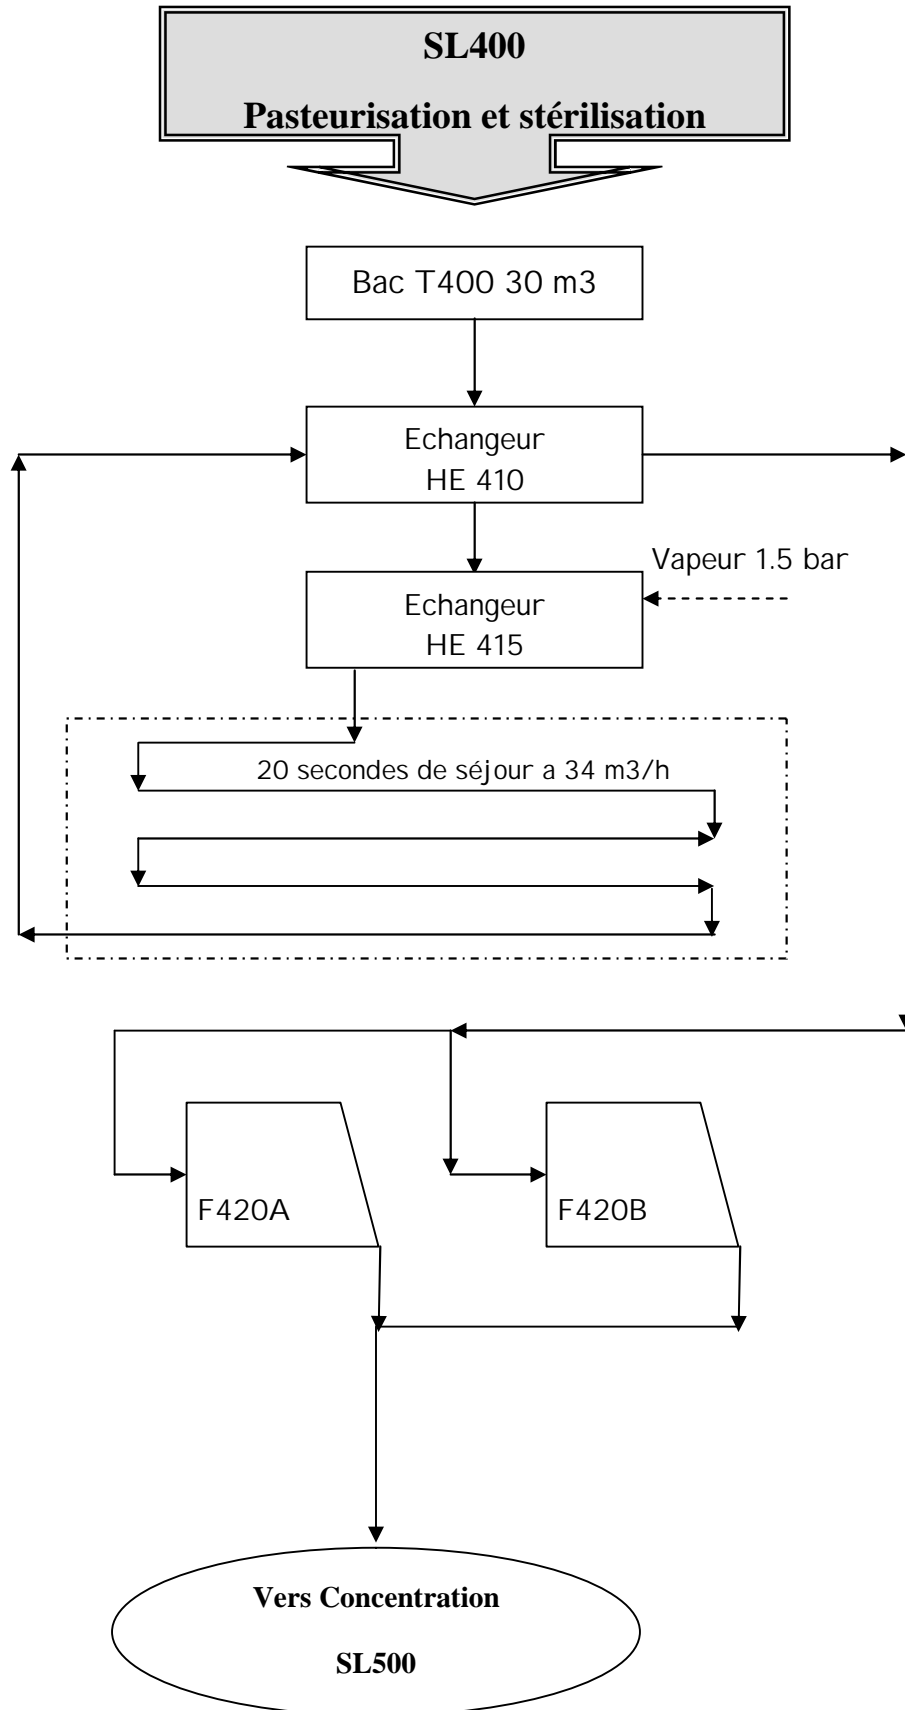 SL400
Pasteurisation et stérilisation
Bac T400 30 m3
Echangeur
HE 410
Vapeur 1.5 bar
Echangeur
HE 415
20 secondes de séjour a 34 m3/h
F420A
F420B
Vers Concentration
SL500